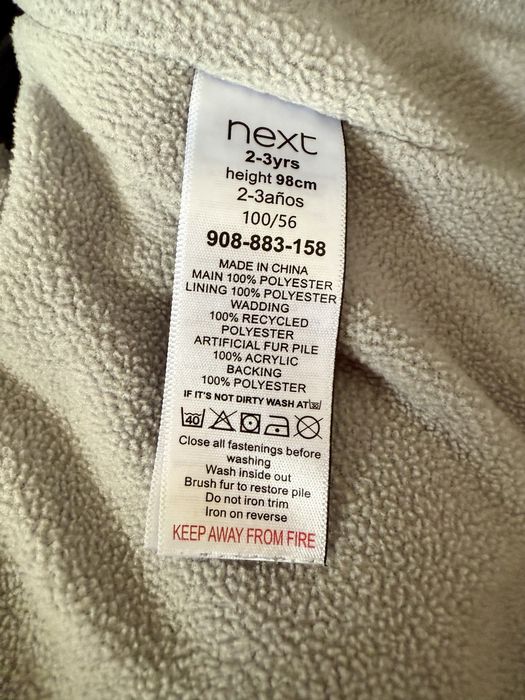 next
2-3yrs
height 98cm
2-3años
100/56
908-883-158
MADE IN CHINA
MAIN 100% POLYESTER
LINING 100% POLYESTER
WADDING
100% RECYCLED
POLYESTER
ARTIFICIAL FUR PILE
100% ACRYLIC
BACKING
100% POLYESTER
IF IT'S NOT DIRTY WASH AT 30
40
Close all fastenings before
washing
Wash inside out
Brush fur to restore pile
Do not iron trim
Iron on reverse
KEEP AWAY FROM FIRE